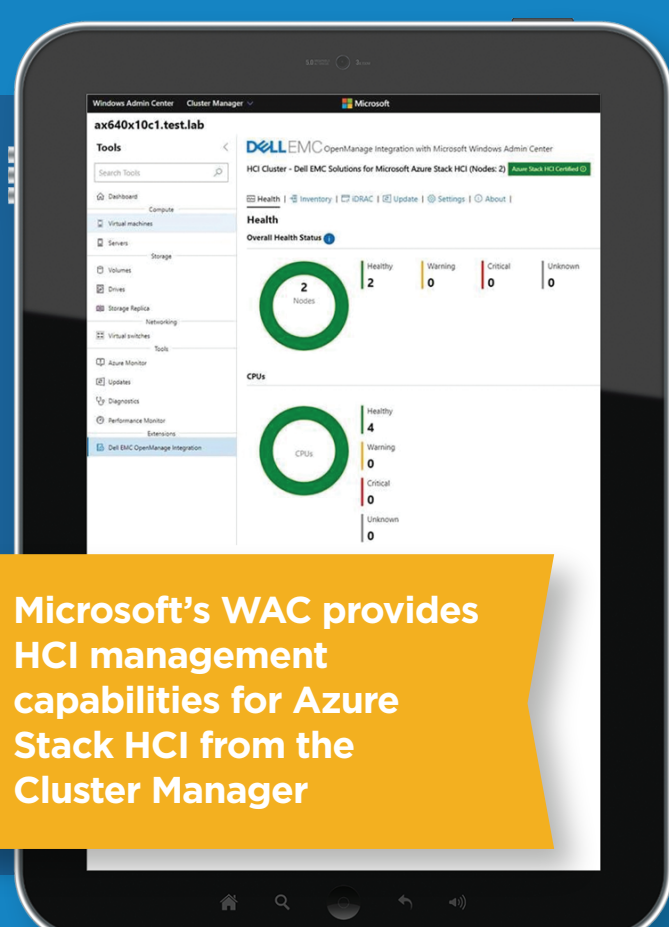 Windows Admin Center Cluster Manager Microsoft
ax640x10c1.test.lab
Tools
Search Tools
Dashboard
Compute
Virtual machines
Servers
Storage
Volumes
Drives
Storage Replica
Networking
Virtual switches
Tools
Azure Monitor
Updates
Diagnostics
Performance Monitor
Extensions
Dell EMC OpenManage Integration
DELL EMC OpenManage Integration with Microsoft Windows Admin Center
HCI Cluster - Dell EMC Solutions for Microsoft Azure Stack HCI (Nodes: 2) Azure Stack HCI Certified
Health | Inventory | iDRAC | Update | Settings | About |
Health
Overall Health Status
2
Nodes
Healthy Warning Critical Unknown
2 0 0 0
CPUs
CPUs
Healthy
4
Warning
0
Critical
0
Unknown
0
Microsoft’s WAC provides
HCI management
capabilities for Azure
Stack HCI from the
Cluster Manager